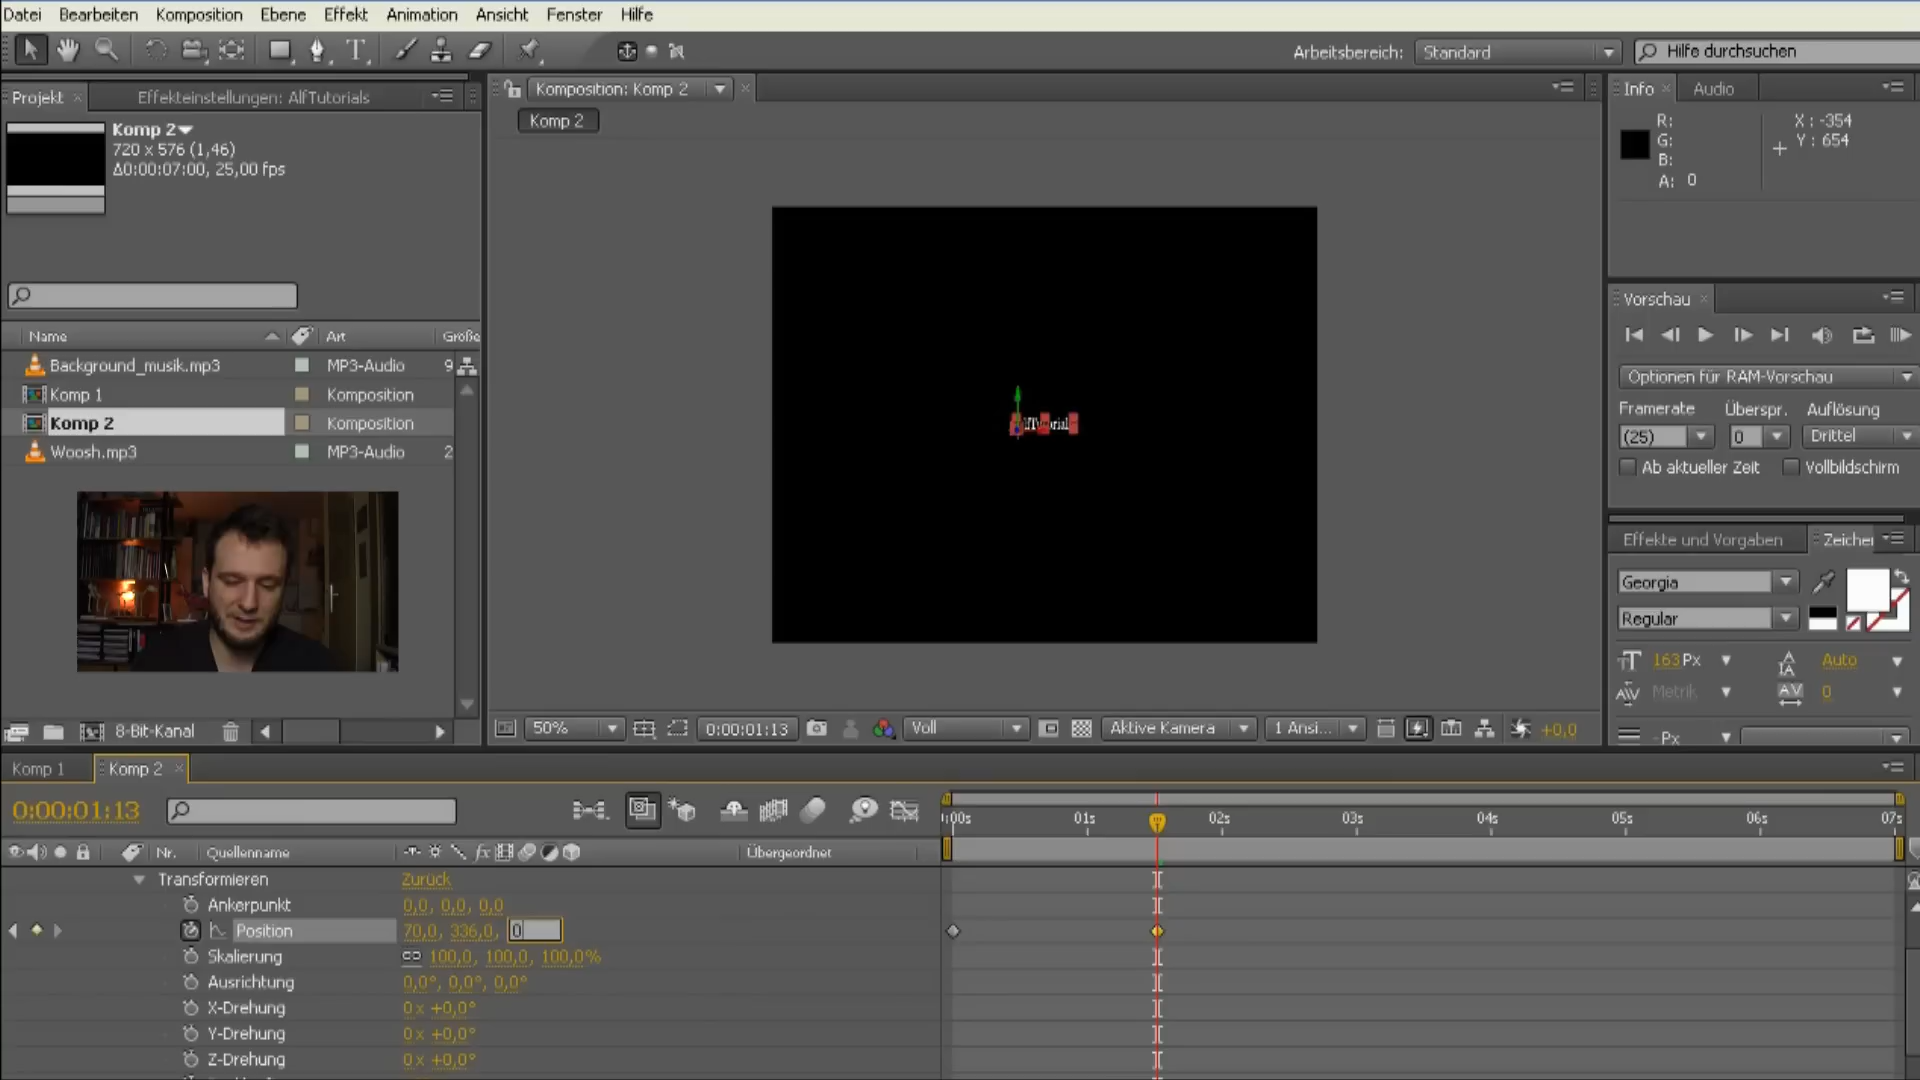 Datei Bearbeiten Komposition Ebene Effekt Animation Ansicht Fenster Hilfe
Arbeitsbereich: Standard Hilfe durchsuchen
Projekt Effekteinstellungen: AlfTutorials
Komposition: Komp 2
Info Audio
Komp 2
Komp 2
720 x 576 (1,46)
Δ0:00:07:00, 25,00 fps
R:
G:
B:
A: 0
X : -354
Y : 654
Vorschau
Name Art Größe
Background_musik.mp3 MP3-Audio 9
Komp 1 Komposition
Komp 2 Komposition
Woosh.mp3 MP3-Audio 2
Optionen für RAM-Vorschau
Framerate Überspr. Auflösung
(25) 0 Drittel
Ab aktueller Zeit Vollbildschirm
Effekte und Vorgaben Zeicher
Georgia
Regular
163 Px Auto
Metrik 0
- Px
8-Bit-Kanal
50% 0:00:01:13 Voll Aktive Kamera 1 Ansi... +0,0
Komp 1 Komp 2
0:00:01:13
):00s 01s 02s 03s 04s 05s 06s 07s
Nr. Quellenname fx Übergeordnet
Transformieren Zurück
Ankerpunkt 0,0, 0,0, 0,0
Position 70,0, 336,0, 0
Skalierung 100,0, 100,0, 100,0%
Ausrichtung 0,0°, 0,0°, 0,0°
X-Drehung 0 x +0,0°
Y-Drehung 0 x +0,0°
Z-Drehung 0 x +0,0°